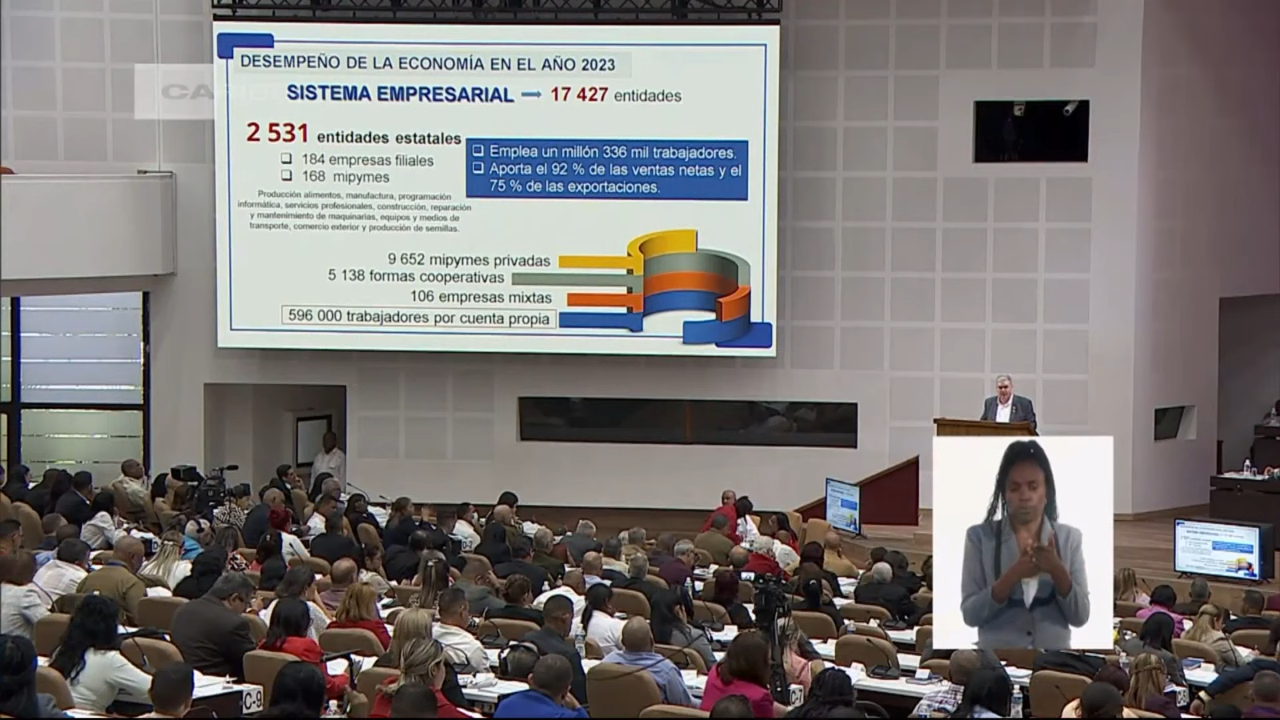 DESEMPEÑO DE LA ECONOMÍA EN EL AÑO 2023
SISTEMA EMPRESARIAL 17 427 entidades
2 531 entidades estatales
184 empresas filiales
168 mipymes
Producción alimentos, manufactura, programación
informática, servicios profesionales, construcción, reparación
y mantenimiento de maquinarias, equipos y medios de
transporte, comercio exterior y producción de semillas.
Emplea un millón 336 mil trabajadores.
Aporta el 92 % de las ventas netas y el
75 % de las exportaciones.
9 652 mipymes privadas
5 138 formas cooperativas
106 empresas mixtas
596 000 trabajadores por cuenta propia
C-9